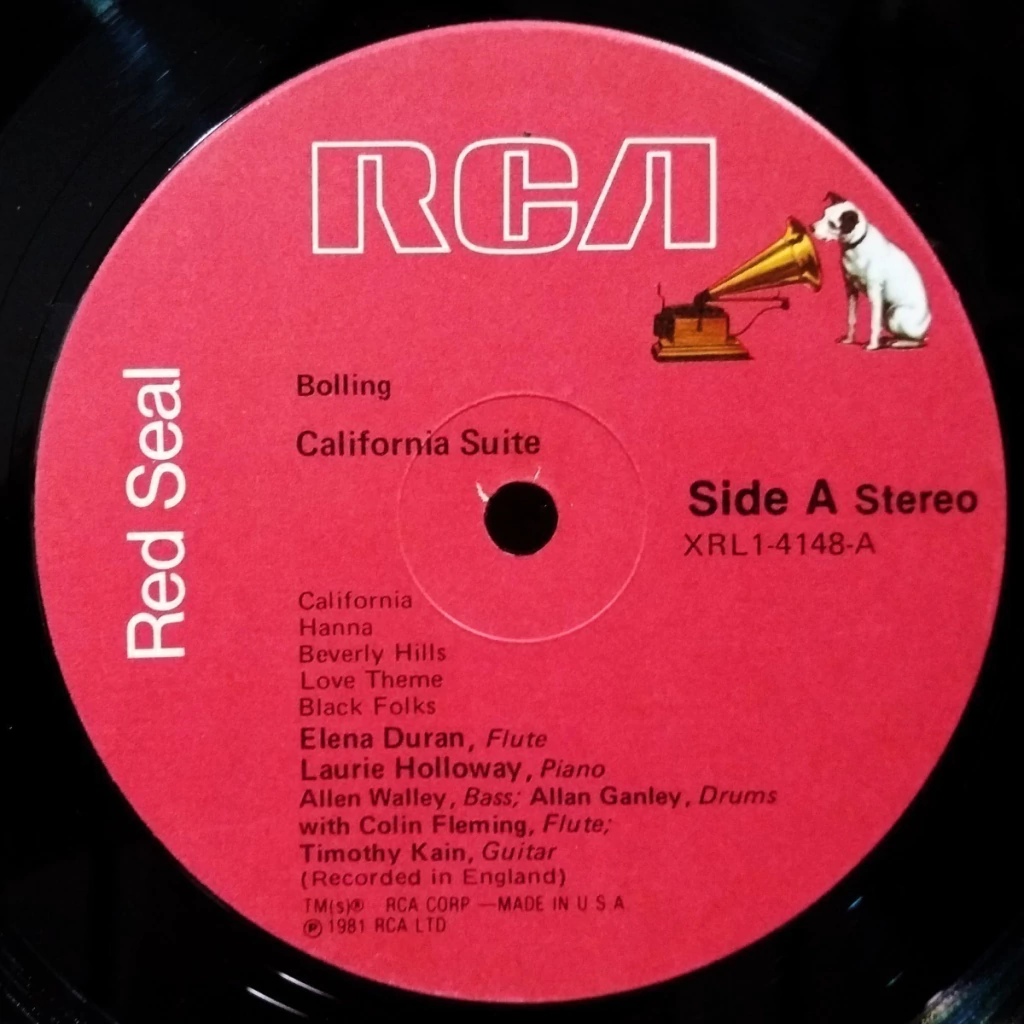 RCA
Red Seal
Bolling
California Suite
Side A Stereo
XRL1-4148-A
California
Hanna
Beverly Hills
Love Theme
Black Folks
Elena Duran, Flute
Laurie Holloway, Piano
Allen Walley, Bass; Allan Ganley, Drums
with Colin Fleming, Flute;
Timothy Kain, Guitar
(Recorded in England)
TM(s)® RCA CORP —MADE IN U S A
℗ 1981 RCA LTD